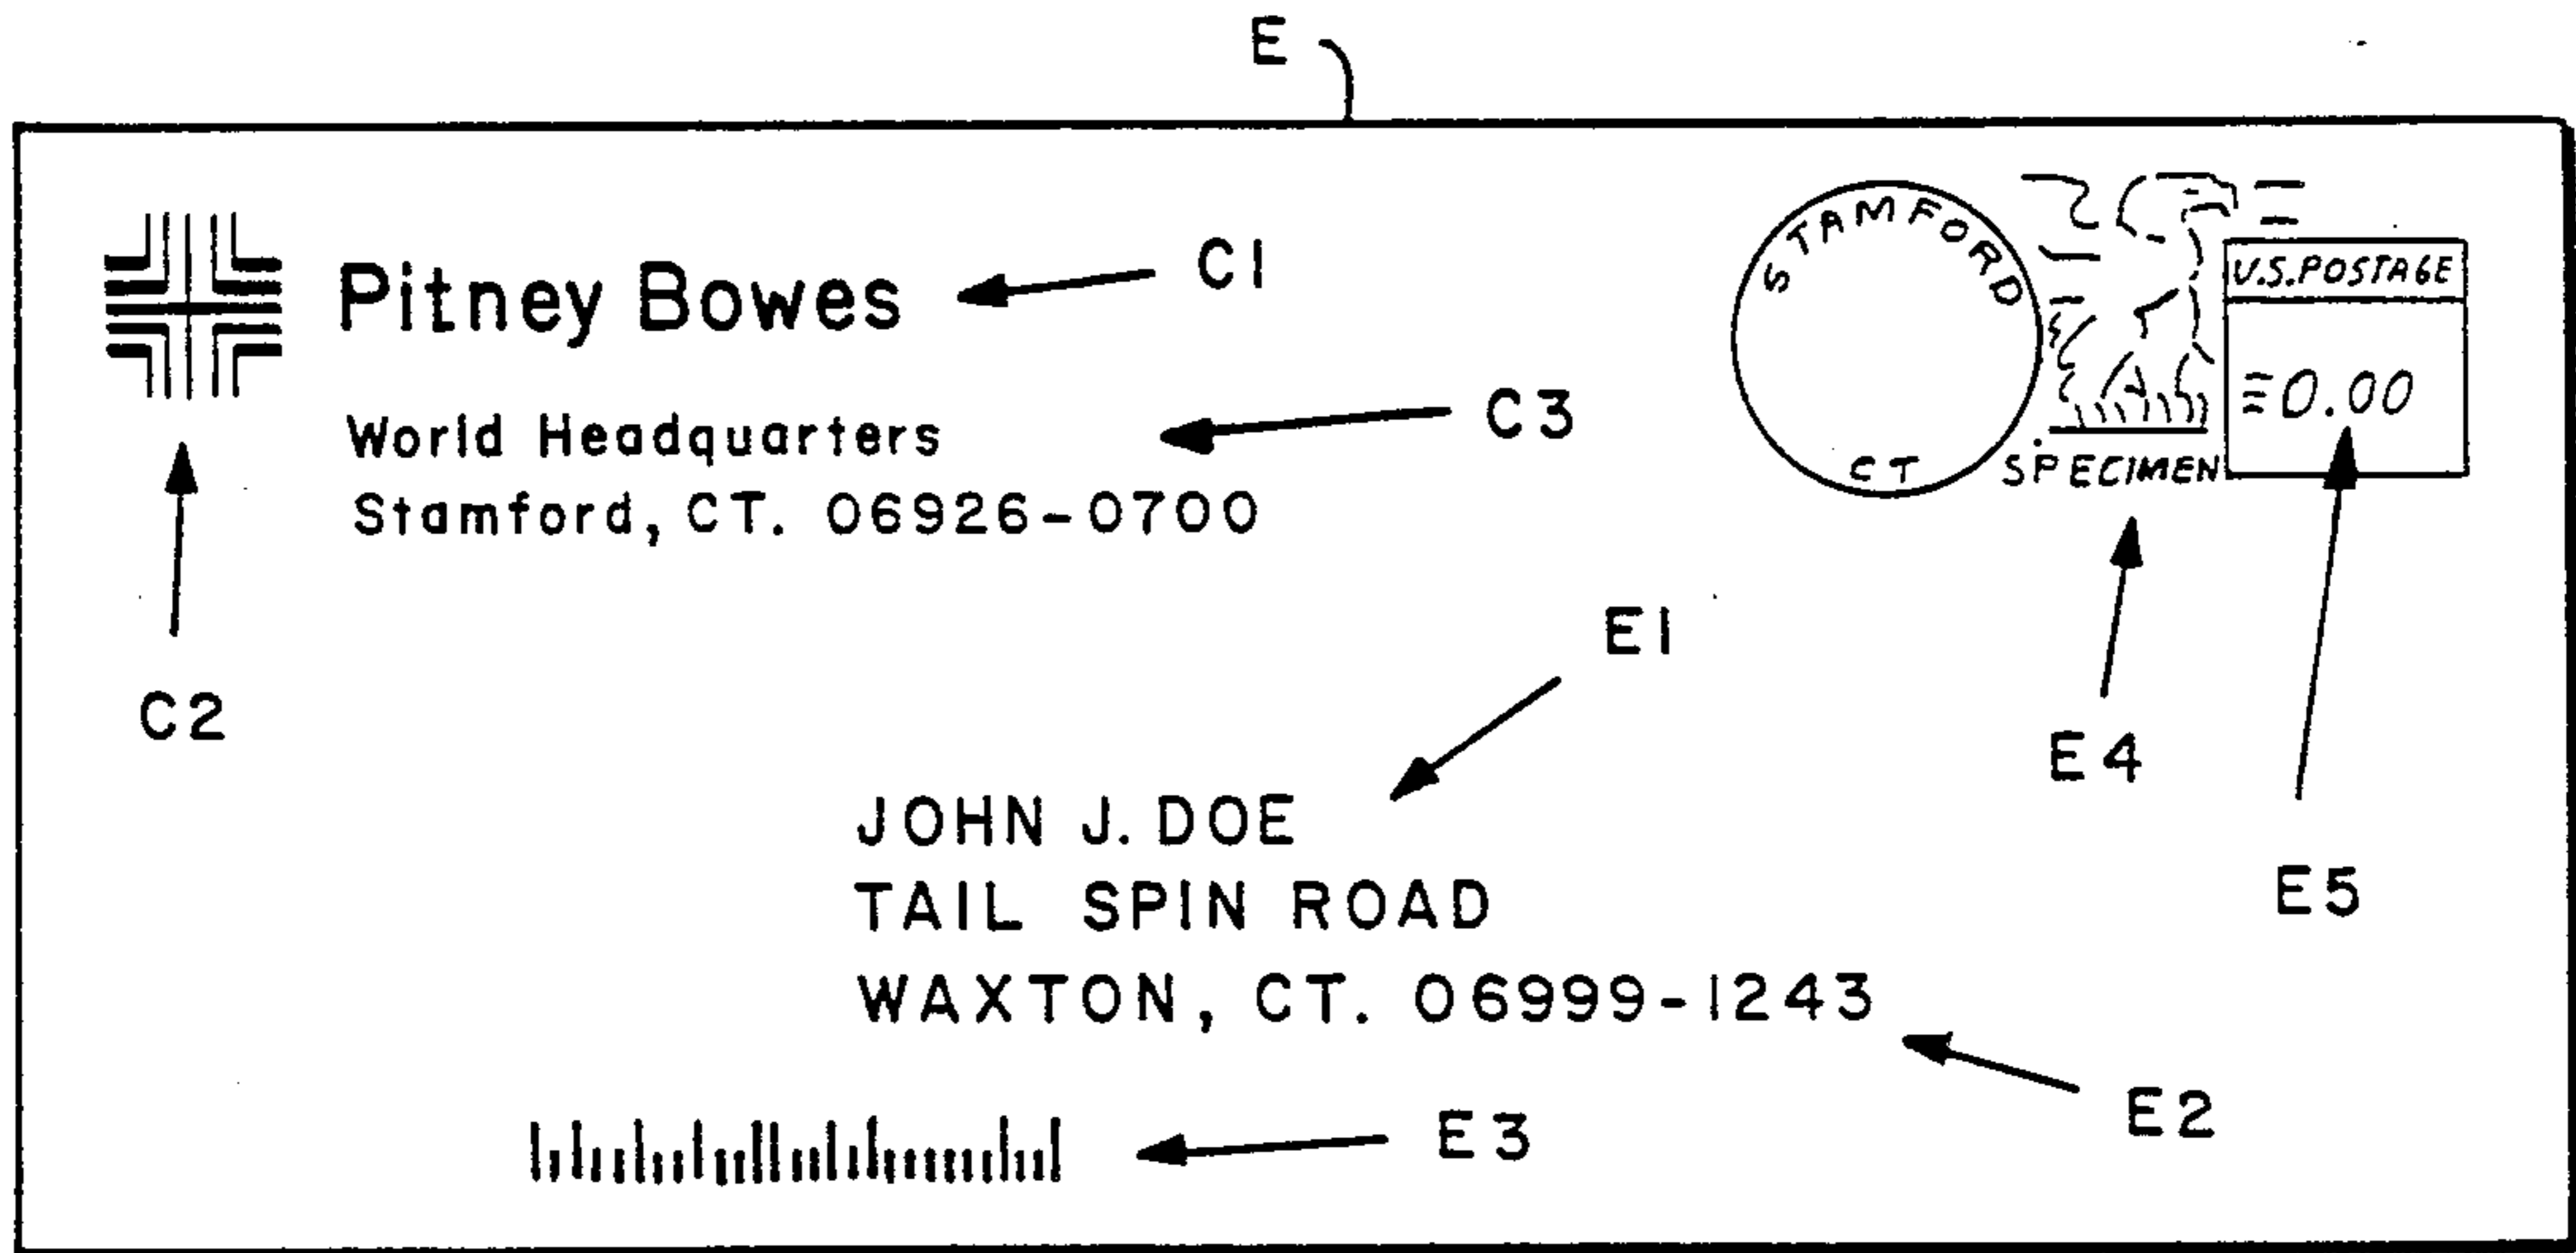 E
Pitney Bowes
C1
World Headquarters
Stamford, CT. 06926-0700
C3
C2
STAMFORD
CT
SPECIMEN
U.S. POSTAGE
0.00
E4
E5
E1
JOHN J. DOE
TAIL SPIN ROAD
WAXTON, CT. 06999-1243
E2
E3